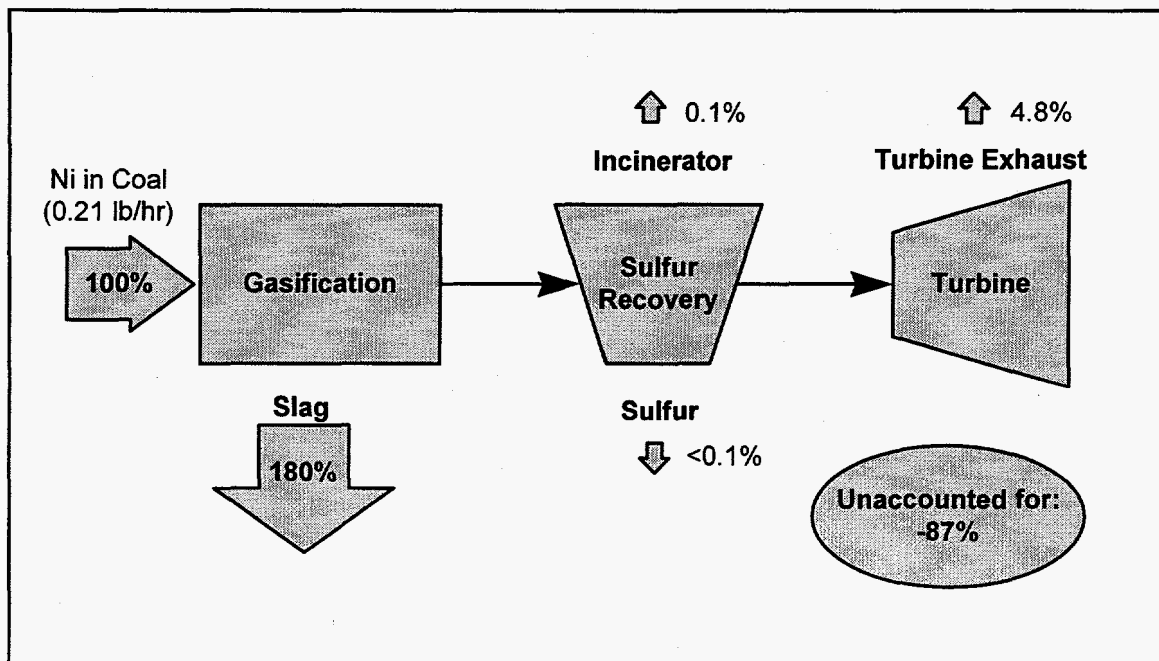 0.1%
4.8%
Incinerator
Turbine Exhaust
Ni in Coal
(0.21 lb/hr)
100%
Gasification
Sulfur
Recovery
Turbine
Slag
180%
Sulfur
<0.1%
Unaccounted for:
-87%